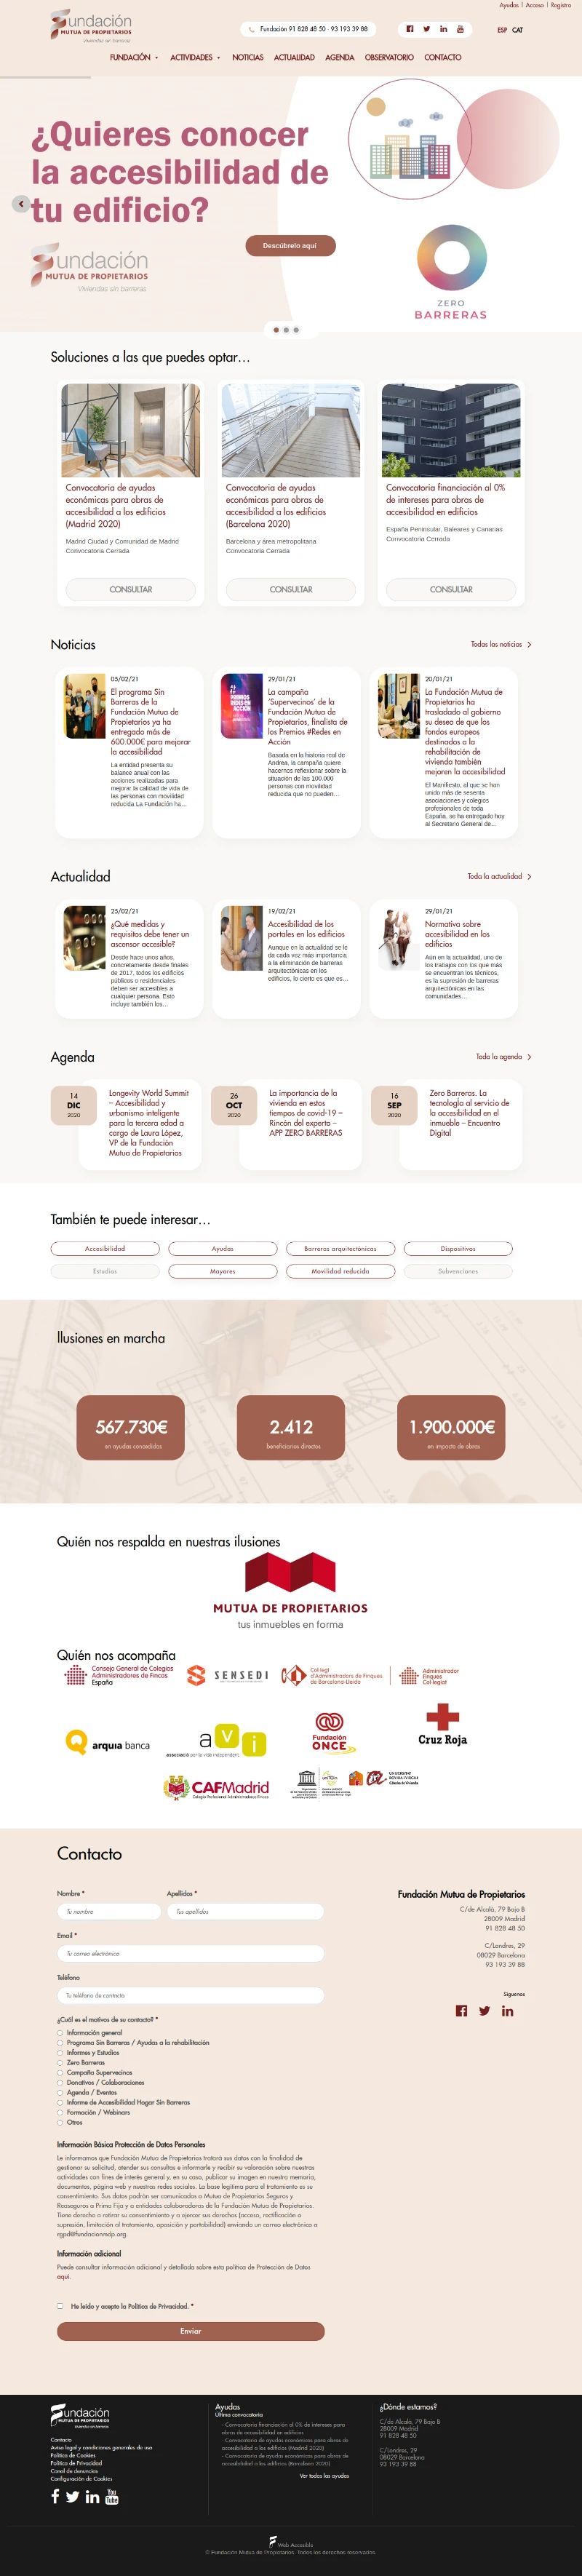 Ayudas | Acceso | Registro
Fundación
MUTUA DE PROPIETARIOS
Viviendas sin barreras
Fundación 91 828 48 50 · 93 193 39 88
ESP CAT
FUNDACIÓN
ACTIVIDADES
NOTICIAS
ACTUALIDAD
AGENDA
OBSERVATORIO
CONTACTO
¿Quieres conocer
la accesibilidad de
tu edificio?
Descúbrelo aquí
Fundación
MUTUA DE PROPIETARIOS
Viviendas sin barreras
ZERO
BARRERAS
Soluciones a las que puedes optar...
Convocatoria de ayudas
económicas para obras de
accesibilidad a los edificios
(Madrid 2020)
Madrid Ciudad y Comunidad de Madrid
Convocatoria Cerrada
CONSULTAR
Convocatoria de ayudas
económicas para obras de
accesibilidad a los edificios
(Barcelona 2020)
Barcelona y área metropolitana
Convocatoria Cerrada
CONSULTAR
Convocatoria financiación al 0%
de intereses para obras de
accesibilidad en edificios
España Peninsular, Baleares y Canarias
Convocatoria Cerrada
CONSULTAR
Noticias
Todas las noticias
05/02/21
El programa Sin
Barreras de la
Fundación Mutua de
Propietarios ya ha
entregado más de
600.000€ para mejorar
la accesibilidad
La entidad presenta su
balance anual con las
acciones realizadas para
mejorar la calidad de vida de
las personas con movilidad
reducida La Fundación ha...
29/01/21
La campaña
'Supervecinos' de la
Fundación Mutua de
Propietarios, finalista de
los Premios #Redes en
Acción
Basada en la historia real de
Andrea, la campaña quiere
hacernos reflexionar sobre la
situación de las 100.000
personas con movilidad
reducida que no pueden...
20/01/21
La Fundación Mutua de
Propietarios ha
trasladado al gobierno
su deseo de que los
fondos europeos
destinados a la
rehabilitación de
vivienda también
mejoren la accesibilidad
El Manifiesto, al que se han
unido más de sesenta
asociaciones y colegios
profesionales de toda
España, se ha entregado hoy
al Secretario General de...
Actualidad
Toda la actualidad
25/02/21
¿Qué medidas y
requisitos debe tener un
ascensor accesible?
Desde hace unos años,
concretamente desde finales
de 2017, todos los edificios
públicos o residenciales
deben ser accesibles a
cualquier persona. Esto
incluye también los...
19/02/21
Accesibilidad de los
portales en los edificios
Aunque en la actualidad se le
da cada vez más importancia
a la eliminación de barreras
arquitectónicas en los
edificios, lo cierto es que es...
29/01/21
Normativa sobre
accesibilidad en los
edificios
Aún en la actualidad, uno de
los trabajos con los que más
se encuentran los técnicos,
es la supresión de barreras
arquitectónicas en las
comunidades...
Agenda
Toda la agenda
14
DIC
2020
Longevity World Summit
– Accesibilidad y
urbanismo inteligente
para la tercera edad a
cargo de Laura López,
VP de la Fundación
Mutua de Propietarios
26
OCT
2020
La importancia de la
vivienda en estos
tiempos de covid-19 –
Rincón del experto –
APP ZERO BARRERAS
16
SEP
2020
Zero Barreras. La
tecnología al servicio de
la accesibilidad en el
inmueble – Encuentro
Digital
También te puede interesar...
Accesibilidad
Ayudas
Barreras arquitectónicas
Dispositivos
Estudios
Mayores
Movilidad reducida
Subvenciones
Ilusiones en marcha
567.730€
en ayudas concedidas
2.412
beneficiarios directos
1.900.000€
en impacto de obras
Quién nos respalda en nuestras ilusiones
MUTUA DE PROPIETARIOS
tus inmuebles en forma
Quién nos acompaña
Consejo General de Colegios
Administradores de Fincas
España
SENSEDI
Col·legi
d'Administradors de Finques
de Barcelona-Lleida
Administrador
Finques
Col·legiat
arquia banca
avi
associació per la vida independent
Fundación
ONCE
Cruz Roja
CAFMadrid
Colegio Profesional Administradores Fincas
UNIVERSITAT
ROVIRA I VIRGILI
Càtedra de Vivienda
Contacto
Nombre *
Apellidos *
Tu nombre
Tus apellidos
Email *
Tu correo electrónico
Teléfono
Tu teléfono de contacto
¿Cuál es el motivos de su contacto? *
Información general
Programa Sin Barreras / Ayudas a la rehabilitación
Informes y Estudios
Zero Barreras
Campaña Supervecinos
Donativos / Colaboraciones
Agenda / Eventos
Informe de Accesibilidad Hogar Sin Barreras
Formación / Webinars
Otros
Información Básica Protección de Datos Personales
Le informamos que Fundación Mutua de Propietarios tratará sus datos con la finalidad de
gestionar su solicitud, atender sus consultas e informarle y recibir su valoración sobre nuestras
actividades con fines de interés general y, en su caso, publicar su imagen en nuestra memoria,
documentos, página web y nuestras redes sociales. La base legítima para el tratamiento es su
consentimiento. Sus datos podrán ser comunicados a Mutua de Propietarios Seguros y
Reaseguros a Prima Fija y a entidades colaboradoras de la Fundación Mutua de Propietarios.
Tiene derecho a retirar su consentimiento y a ejercer sus derechos (acceso, rectificación a
supresión, limitación al tratamiento, oposición y portabilidad) enviando un correo electrónico a
rgpd@fundacionmdp.org.
Información adicional
Puede consultar información adicional y detallada sobre esta política de Protección de Datos
aquí.
He leído y acepto la Política de Privacidad. *
Enviar
Fundación Mutua de Propietarios
C/de Alcalá, 79 Bajo B
28009 Madrid
91 828 48 50
C/Londres, 29
08029 Barcelona
93 193 39 88
Síguenos
Fundación
MUTUA DE PROPIETARIOS
Viviendas sin barreras
Contacto
Aviso legal y condiciones generales de uso
Política de Cookies
Política de Privacidad
Canal de denuncias
Configuración de Cookies
Ayudas
Última convocatoria
- Convocatoria financiación al 0% de intereses para
obras de accesibilidad en edificios
- Convocatoria de ayudas económicas para obras de
accesibilidad a los edificios (Madrid 2020)
- Convocatoria de ayudas económicas para obras de
accesibilidad a los edificios (Barcelona 2020)
Ver todas las ayudas
¿Dónde estamos?
C/de Alcalá, 79 Bajo B
28009 Madrid
91 828 48 50
C/Londres, 29
08029 Barcelona
93 193 39 88
Web Accesible
© Fundación Mutua de Propietarios. Todos los derechos reservados.